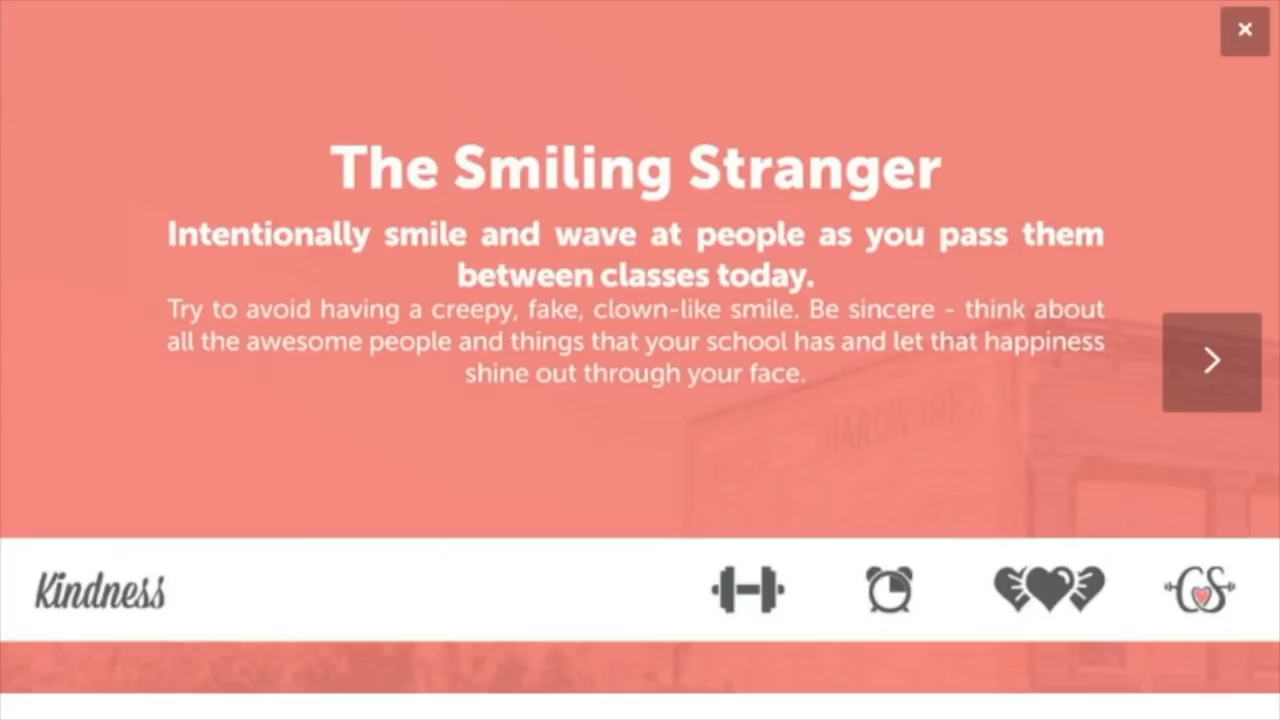 ×
The Smiling Stranger
Intentionally smile and wave at people as you pass them
between classes today.
Try to avoid having a creepy, fake, clown-like smile. Be sincere - think about
all the awesome people and things that your school has and let that happiness
shine out through your face.
HARDWARE
Kindness
CS